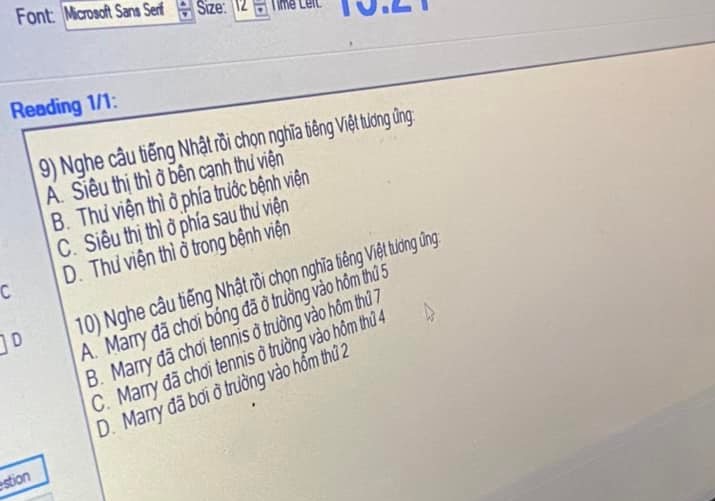 Font: Microsoft Sans Serif Size: 12 Time Left:
Reading 1/1:
9) Nghe câu tiếng Nhật rồi chọn nghĩa tiếng Việt tương ứng:
A. Siêu thị thì ở bên cạnh thư viện
B. Thư viện thì ở phía trước bệnh viện
C. Siêu thị thì ở phía sau thư viện
D. Thư viện thì ở trong bệnh viện
10) Nghe câu tiếng Nhật rồi chọn nghĩa tiếng Việt tương ứng:
A. Marry đã chơi bóng đã ở trường vào hôm thứ 5
B. Marry đã chơi tennis ở trường vào hôm thứ 7
C. Marry đã chơi tennis ở trường vào hôm thứ 4
D. Marry đã bơi ở trường vào hôm thứ 2
C
D